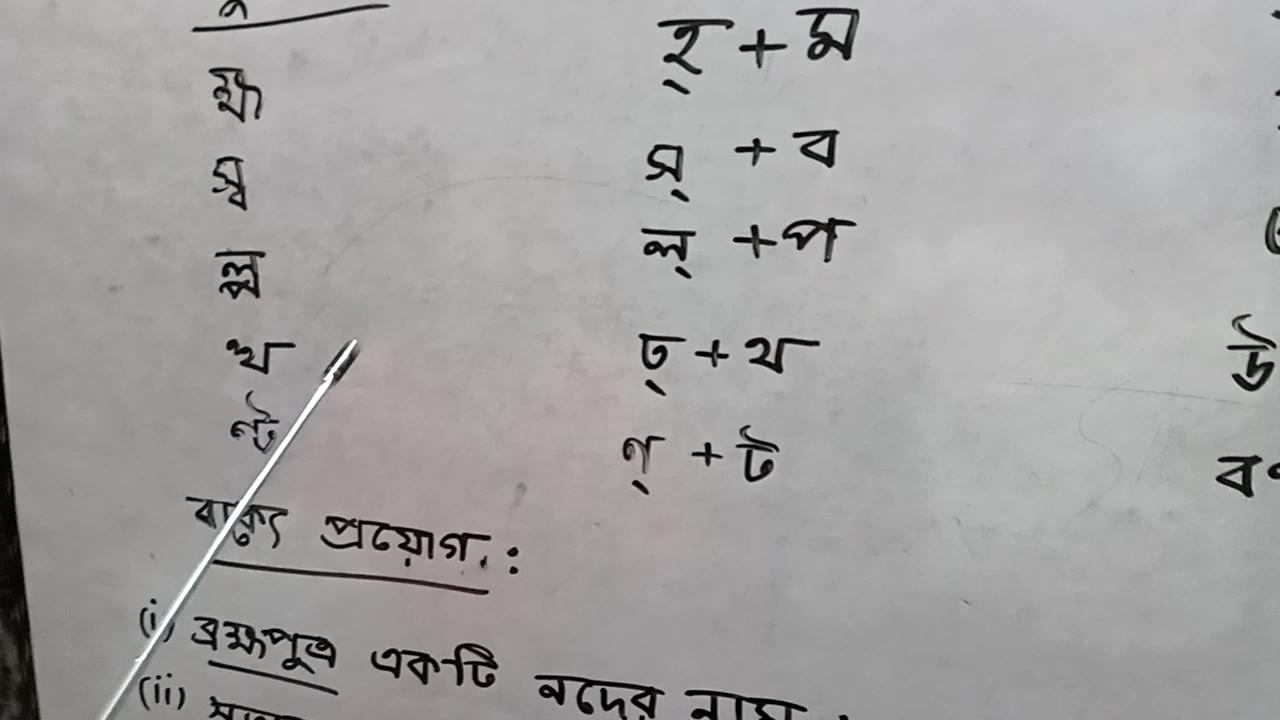 হ্ম হ্ + ম
স্ব স্ + ব
ল্প ল্ + প
ত্থ ত্ + থ
ণ্ট ণ্ + ট
বাক্য প্রয়োগ :
(i) ব্রহ্মপুত্র একটি নদের নাম
(ii)